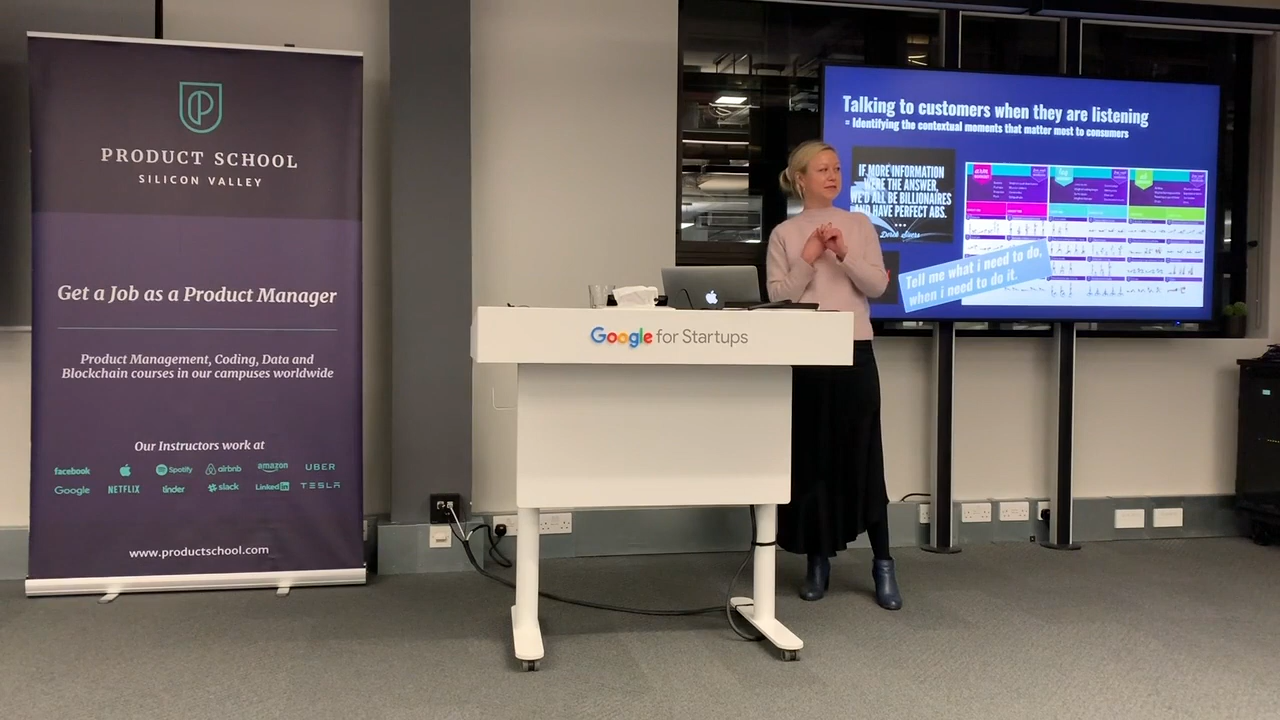 PRODUCT SCHOOL
SILICON VALLEY
Get a Job as a Product Manager
Product Management, Coding, Data and
Blockchain courses in our campuses worldwide
Our Instructors work at
facebook
Spotify
airbnb
amazon
UBER
Google
NETFLIX
tinder
slack
LinkedIn
TESLA
www.productschool.com
Google for Startups
Talking to customers when they are listening
Identifying the contextual moments that matter most to consumers
IF MORE INFORMATION
WERE THE ANSWER,
WE'D ALL BE BILLIONAIRES
AND HAVE PERFECT ABS.
Derek Sivers
Tell me what i need to do,
when i need to do it.